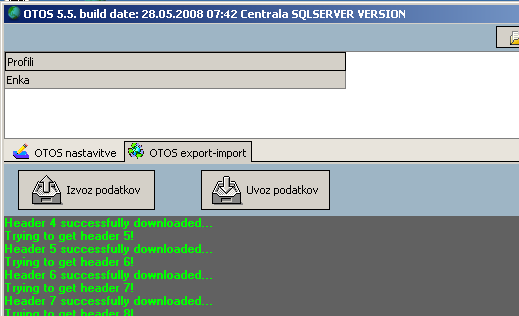 OTOS 5.5. build date: 28.05.2008 07:42 Centrala SQLSERVER VERSION
Profili
Enka
OTOS nastavitve
OTOS export-import
Izvoz podatkov
Uvoz podatkov
Header 4 successfully downloaded...
Trying to get header 5!
Header 5 successfully downloaded...
Trying to get header 6!
Header 6 successfully downloaded...
Trying to get header 7!
Header 7 successfully downloaded...
Trying to get header 8!